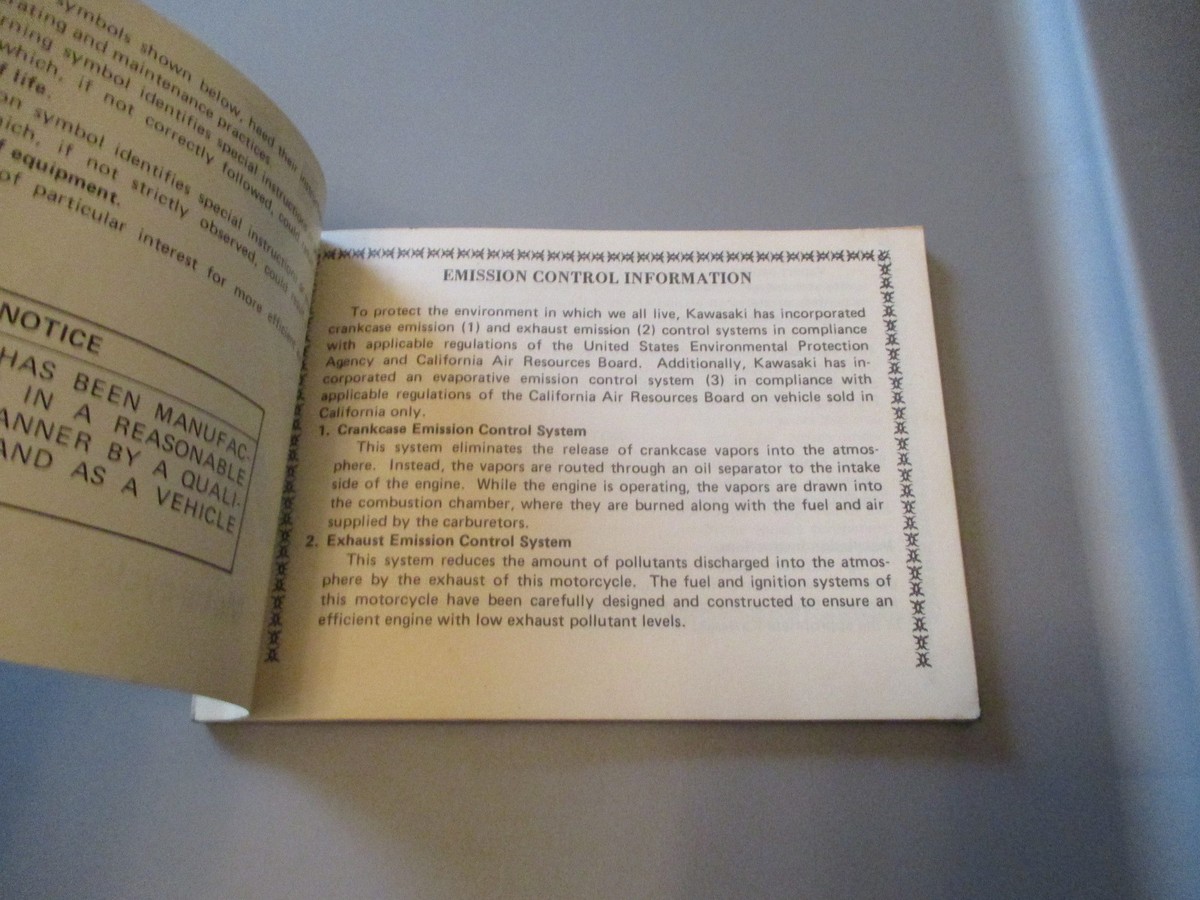 symbols shown below, heed their
rating and maintenance practices.
rning symbol identifies special instructions
which, if not correctly followed, could
f life.
on symbol identifies special instructions or
hich, if not strictly observed, could result
f equipment.
of particular interest for more efficient
NOTICE
HAS BEEN MANUFAC-
IN A REASONABLE
ANNER BY A QUALI-
AND AS A VEHICLE
EMISSION CONTROL INFORMATION
To protect the environment in which we all live, Kawasaki has incorporated
crankcase emission (1) and exhaust emission (2) control systems in compliance
with applicable regulations of the United States Environmental Protection
Agency and California Air Resources Board. Additionally, Kawasaki has in-
corporated an evaporative emission control system (3) in compliance with
applicable regulations of the California Air Resources Board on vehicle sold in
California only.
1. Crankcase Emission Control System
This system eliminates the release of crankcase vapors into the atmos-
phere. Instead, the vapors are routed through an oil separator to the intake
side of the engine. While the engine is operating, the vapors are drawn into
the combustion chamber, where they are burned along with the fuel and air
supplied by the carburetors.
2. Exhaust Emission Control System
This system reduces the amount of pollutants discharged into the atmos-
phere by the exhaust of this motorcycle. The fuel and ignition systems of
this motorcycle have been carefully designed and constructed to ensure an
efficient engine with low exhaust pollutant levels.